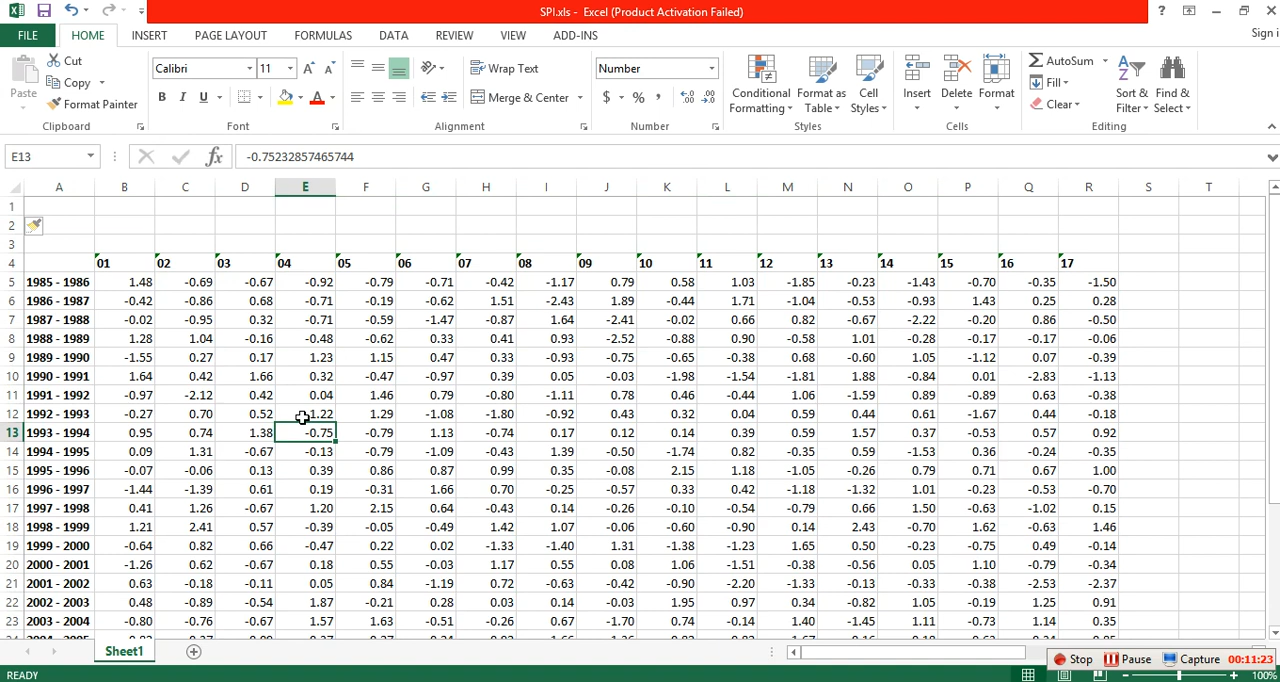 SPI.xls - Excel (Product Activation Failed)
FILE HOME INSERT PAGE LAYOUT FORMULAS DATA REVIEW VIEW ADD-INS Sign i
Paste Cut Copy Format Painter
Calibri 11
B I U A
Wrap Text
Merge & Center
Number
$ % ,
Conditional Formatting Format as Table Cell Styles
Insert Delete Format
AutoSum Fill Clear
Sort & Filter Find & Select
Clipboard Font Alignment Number Styles Cells Editing
E13 fx -0.75232857465744
A B C D E F G H I J K L M N O P Q R S T
1
2
3
4 01 02 03 04 05 06 07 08 09 10 11 12 13 14 15 16 17
5 1985 - 1986 1.48 -0.69 -0.67 -0.92 -0.79 -0.71 -0.42 -1.17 0.79 0.58 1.03 -1.85 -0.23 -1.43 -0.70 -0.35 -1.50
6 1986 - 1987 -0.42 -0.86 0.68 -0.71 -0.19 -0.62 1.51 -2.43 1.89 -0.44 1.71 -1.04 -0.53 -0.93 1.43 0.25 0.28
7 1987 - 1988 -0.02 -0.95 0.32 -0.71 -0.59 -1.47 -0.87 1.64 -2.41 -0.02 0.66 0.82 -0.67 -2.22 -0.20 0.86 -0.50
8 1988 - 1989 1.28 1.04 -0.16 -0.48 -0.62 0.33 0.41 0.93 -2.52 -0.88 0.90 -0.58 1.01 -0.28 -0.17 -0.17 -0.06
9 1989 - 1990 -1.55 0.27 0.17 1.23 1.15 0.47 0.33 -0.93 -0.75 -0.65 -0.38 0.68 -0.60 1.05 -1.12 0.07 -0.39
10 1990 - 1991 1.64 0.42 1.66 0.32 -0.47 -0.97 0.39 0.05 -0.03 -1.98 -1.54 -1.81 1.88 -0.84 0.01 -2.83 -1.13
11 1991 - 1992 -0.97 -2.12 0.42 0.04 1.46 0.79 -0.80 -1.11 0.78 0.46 -0.44 1.06 -1.59 0.89 -0.89 0.63 -0.38
12 1992 - 1993 -0.27 0.70 0.52 1.22 1.29 -1.08 -1.80 -0.92 0.43 0.32 0.04 0.59 0.44 0.61 -1.67 0.44 -0.18
13 1993 - 1994 0.95 0.74 1.38 -0.75 -0.79 1.13 -0.74 0.17 0.12 0.14 0.39 0.59 1.57 0.37 -0.53 0.57 0.92
14 1994 - 1995 0.09 1.31 -0.67 -0.13 -0.79 -1.09 -0.43 1.39 -0.50 -1.74 0.82 -0.35 0.59 -1.53 0.36 -0.24 -0.35
15 1995 - 1996 -0.07 -0.06 0.13 0.39 0.86 0.87 0.99 0.35 -0.08 2.15 1.18 -1.05 -0.26 0.79 0.71 0.67 1.00
16 1996 - 1997 -1.44 -1.39 0.61 0.19 -0.31 1.66 0.70 -0.25 -0.57 0.33 0.42 -1.18 -1.32 1.01 -0.23 -0.53 -0.70
17 1997 - 1998 0.41 1.26 -0.67 1.20 2.15 0.64 -0.43 0.14 -0.26 -0.10 -0.54 -0.79 0.66 1.50 -0.63 -1.02 0.15
18 1998 - 1999 1.21 2.41 0.57 -0.39 -0.05 -0.49 1.42 1.07 -0.06 -0.60 -0.90 0.14 2.43 -0.70 1.62 -0.63 1.46
19 1999 - 2000 -0.64 0.82 0.66 -0.47 0.22 0.02 -1.33 -1.40 1.31 -1.38 -1.23 1.65 0.50 -0.23 -0.75 0.49 -0.14
20 2000 - 2001 -1.26 0.62 -0.67 0.18 0.55 -0.03 1.17 0.55 0.08 1.06 -1.51 -0.38 -0.56 0.05 1.10 -0.79 -0.34
21 2001 - 2002 0.63 -0.18 -0.11 0.05 0.84 -1.19 0.72 -0.63 -0.42 -0.90 -2.20 -1.33 -0.13 -0.33 -0.38 -2.53 -2.37
22 2002 - 2003 0.48 -0.89 -0.54 1.87 -0.21 0.28 0.03 0.14 -0.03 1.95 0.97 0.34 -0.82 1.05 -0.19 1.25 0.91
23 2003 - 2004 -0.80 -0.76 -0.67 1.57 1.63 -0.51 -0.26 0.67 -1.70 0.74 -0.14 1.40 -1.45 1.11 -0.73 1.14 0.35
Sheet1
Stop Pause Capture 00:11:23
READY 100%